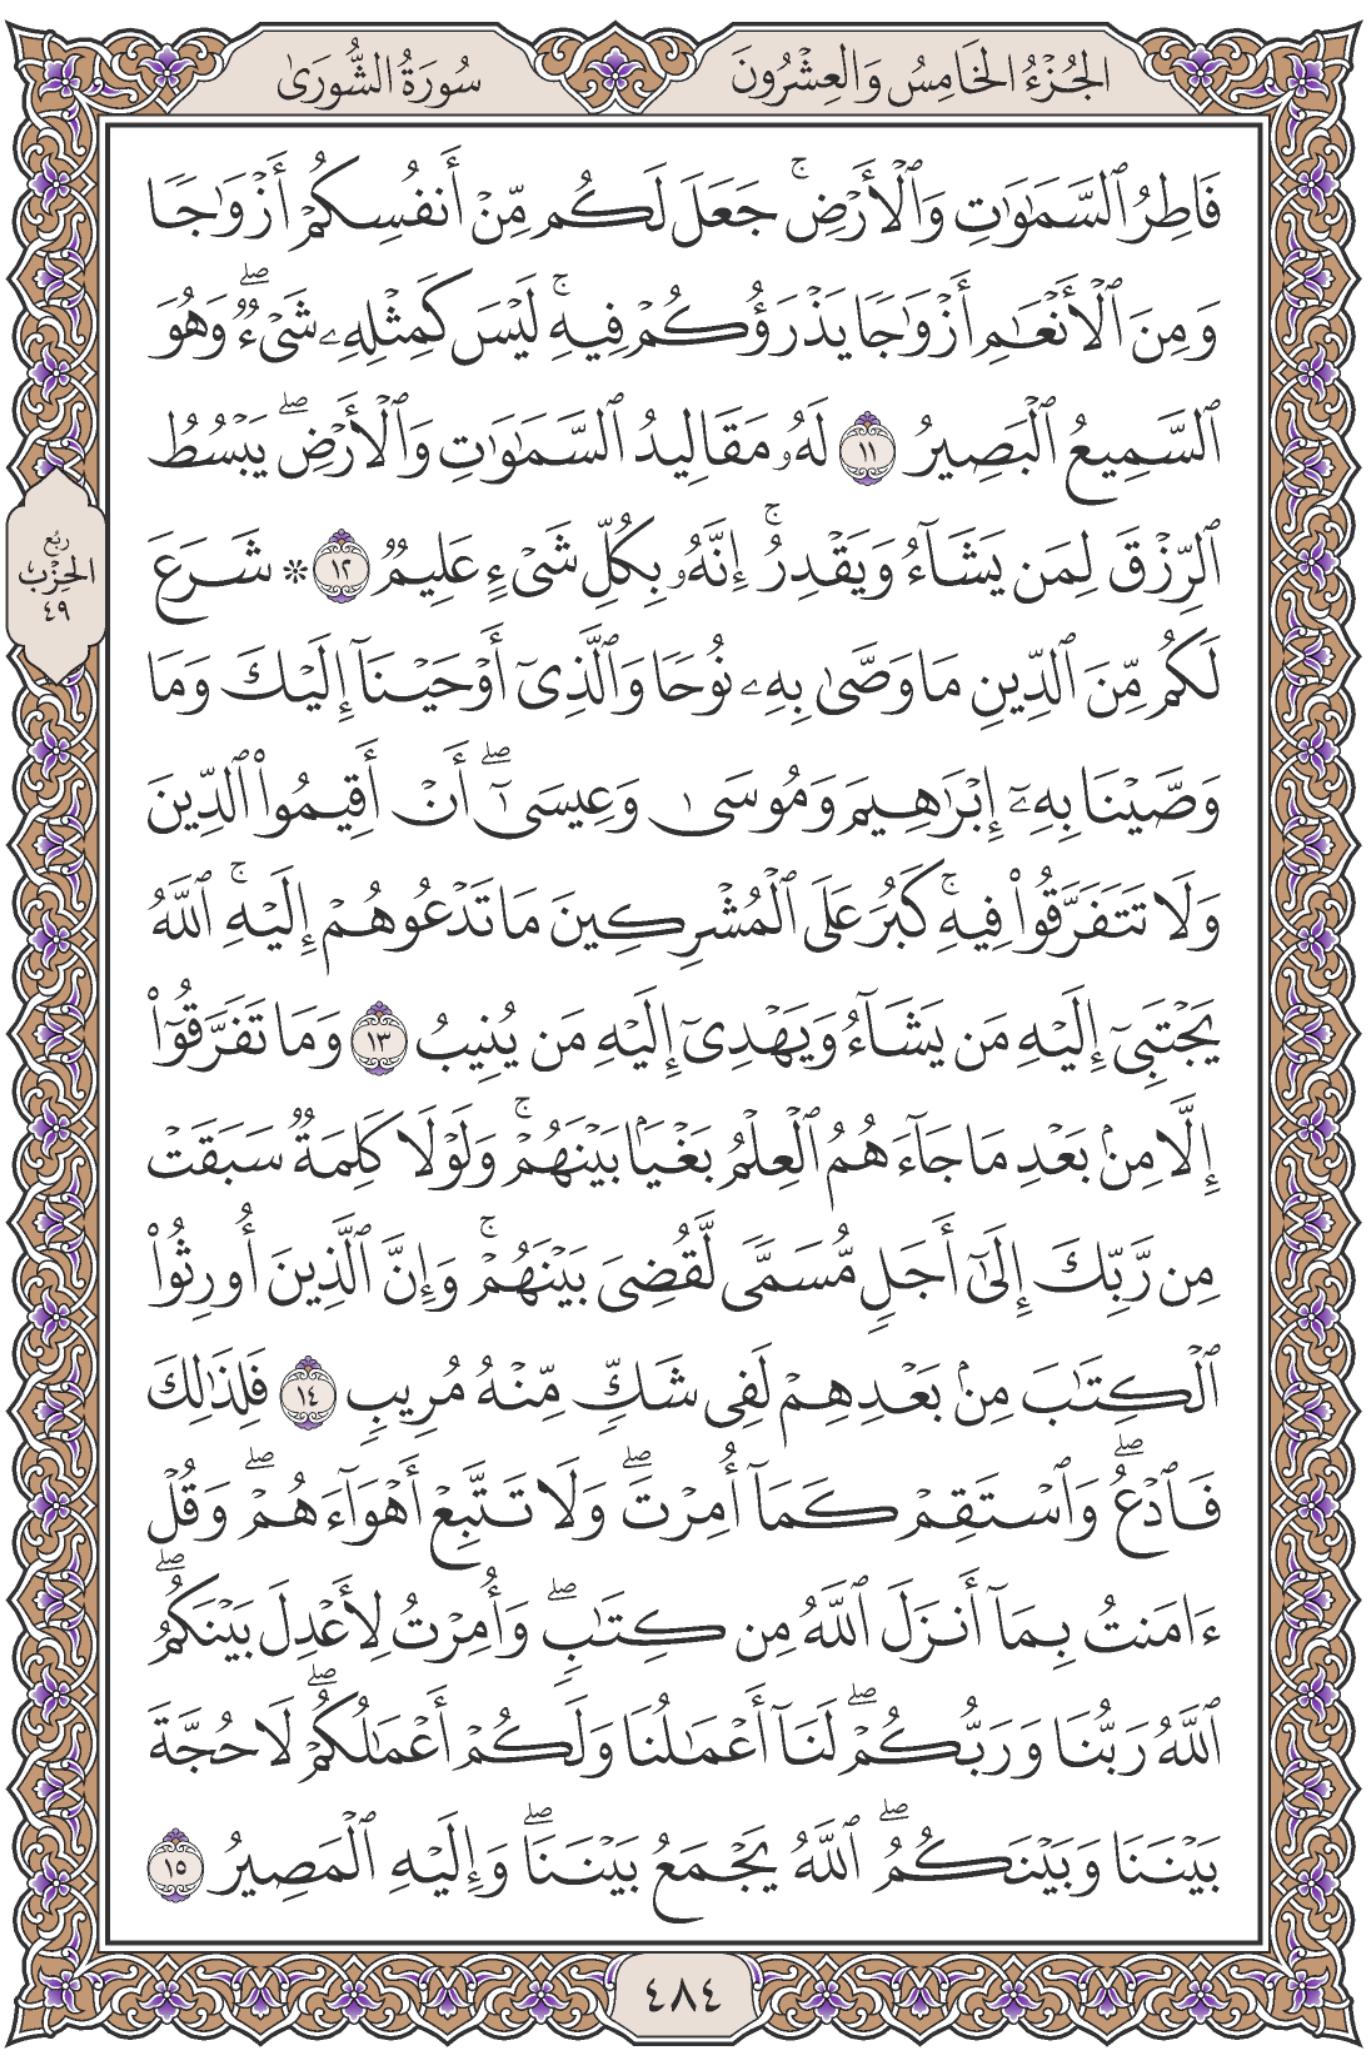 الجُزْءُ الخَامِسُ وَالعِشْرُونَ
سُورَةُ الشُّورَىٰ
فَاطِرُ ٱلسَّمَٰوَٰتِ وَٱلْأَرْضِۚ جَعَلَ لَكُم مِّنْ أَنفُسِكُمْ أَزْوَٰجًا
وَمِنَ ٱلْأَنْعَٰمِ أَزْوَٰجًا يَذْرَؤُكُمْ فِيهِۚ لَيْسَ كَمِثْلِهِۦ شَىْءٌۖ وَهُوَ
ٱلسَّمِيعُ ٱلْبَصِيرُ ١١ لَهُۥ مَقَالِيدُ ٱلسَّمَٰوَٰتِ وَٱلْأَرْضِۖ يَبْسُطُ
ٱلرِّزْقَ لِمَن يَشَآءُ وَيَقْدِرُۚ إِنَّهُۥ بِكُلِّ شَىْءٍ عَلِيمٌ ١٢ * شَرَعَ
رُبُع
الحِزْب
٤٩
لَكُم مِّنَ ٱلدِّينِ مَا وَصَّىٰ بِهِۦ نُوحًا وَٱلَّذِىٓ أَوْحَيْنَآ إِلَيْكَ وَمَا
وَصَّيْنَا بِهِۦٓ إِبْرَٰهِيمَ وَمُوسَىٰ وَعِيسَىٰٓۖ أَنْ أَقِيمُوا۟ ٱلدِّينَ
وَلَا تَتَفَرَّقُوا۟ فِيهِۚ كَبُرَ عَلَى ٱلْمُشْرِكِينَ مَا تَدْعُوهُمْ إِلَيْهِۚ ٱللَّهُ
يَجْتَبِىٓ إِلَيْهِ مَن يَشَآءُ وَيَهْدِىٓ إِلَيْهِ مَن يُنِيبُ ١٣ وَمَا تَفَرَّقُوٓا۟
إِلَّا مِنۢ بَعْدِ مَا جَآءَهُمُ ٱلْعِلْمُ بَغْيًۢا بَيْنَهُمْۚ وَلَوْلَا كَلِمَةٌ سَبَقَتْ
مِن رَّبِّكَ إِلَىٰٓ أَجَلٍ مُّسَمًّى لَّقُضِىَ بَيْنَهُمْۚ وَإِنَّ ٱلَّذِينَ أُورِثُوا۟
ٱلْكِتَٰبَ مِنۢ بَعْدِهِمْ لَفِى شَكٍّ مِّنْهُ مُرِيبٍ ١٤ فَلِذَٰلِكَ
فَٱدْعُۖ وَٱسْتَقِمْ كَمَآ أُمِرْتَۖ وَلَا تَتَّبِعْ أَهْوَآءَهُمْۖ وَقُلْ
ءَامَنتُ بِمَآ أَنزَلَ ٱللَّهُ مِن كِتَٰبٍۖ وَأُمِرْتُ لِأَعْدِلَ بَيْنَكُمُۖ
ٱللَّهُ رَبُّنَا وَرَبُّكُمْۖ لَنَآ أَعْمَٰلُنَا وَلَكُمْ أَعْمَٰلُكُمْۖ لَا حُجَّةَ
بَيْنَنَا وَبَيْنَكُمُۖ ٱللَّهُ يَجْمَعُ بَيْنَنَاۖ وَإِلَيْهِ ٱلْمَصِيرُ ١٥
٤٨٤